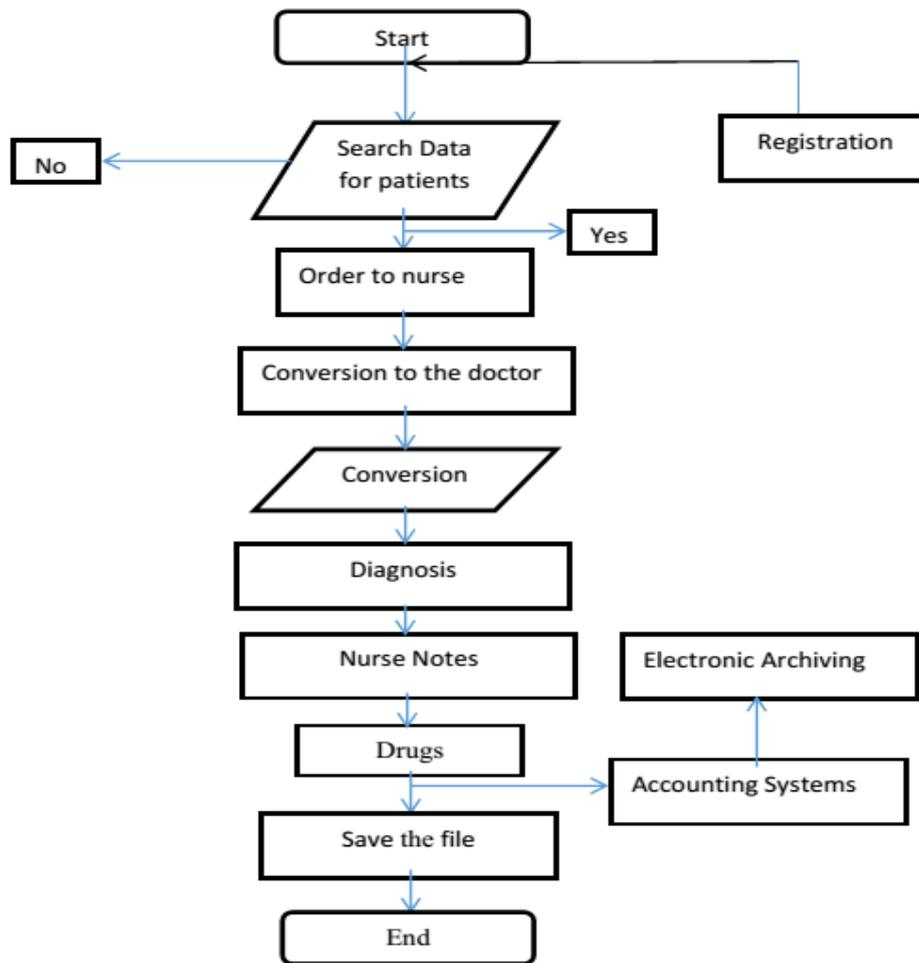 Start
Registration
Search Data
for patients
No
Yes
Order to nurse
Conversion to the doctor
Conversion
Diagnosis
Nurse Notes
Electronic Archiving
Drugs
Accounting Systems
Save the file
End